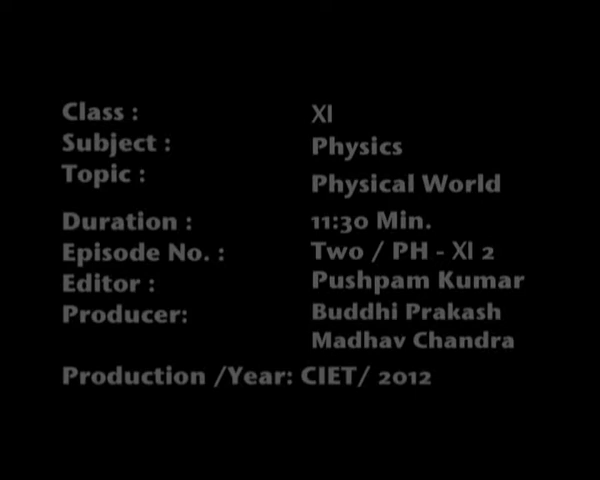 Class : XI
Subject : Physics
Topic : Physical World
Duration : 11:30 Min.
Episode No. : Two / PH - XI 2
Editor : Pushpam Kumar
Producer: Buddhi Prakash
Madhav Chandra
Production /Year: CIET/ 2012